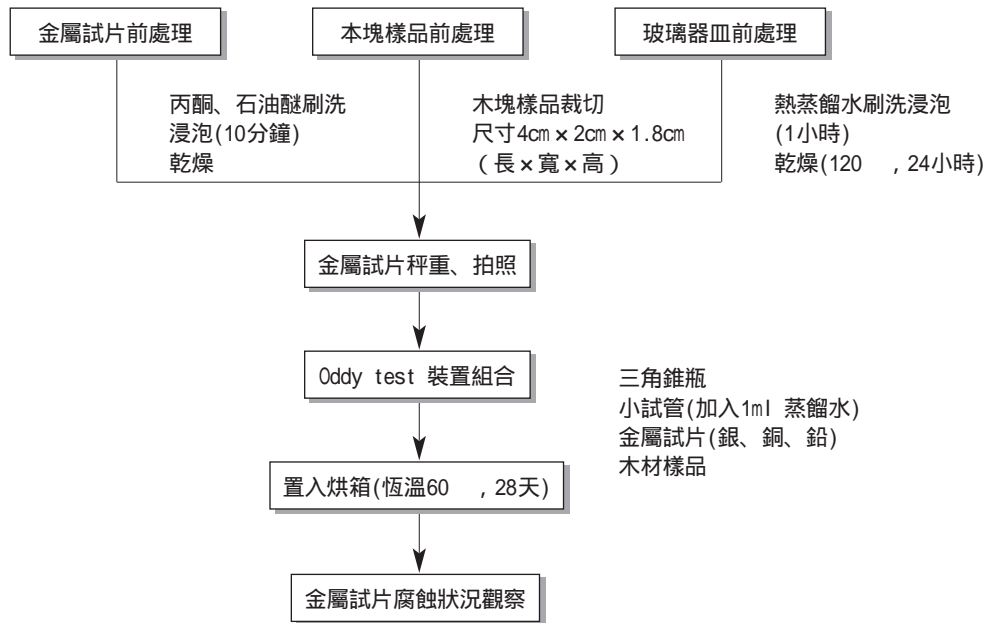 金屬試片前處理
本塊樣品前處理
玻璃器皿前處理
丙酮、石油醚刷洗
浸泡(10分鐘)
乾燥
木塊樣品裁切
尺寸4cm×2cm×1.8cm
(長×寬×高)
熱蒸餾水刷洗浸泡
(1小時)
乾燥(120 ,24小時)
金屬試片秤重、拍照
Oddy test 裝置組合
三角錐瓶
小試管(加入1ml 蒸餾水)
金屬試片(銀、銅、鉛)
木材樣品
置入烘箱(恆溫60 ,28天)
金屬試片腐蝕狀況觀察